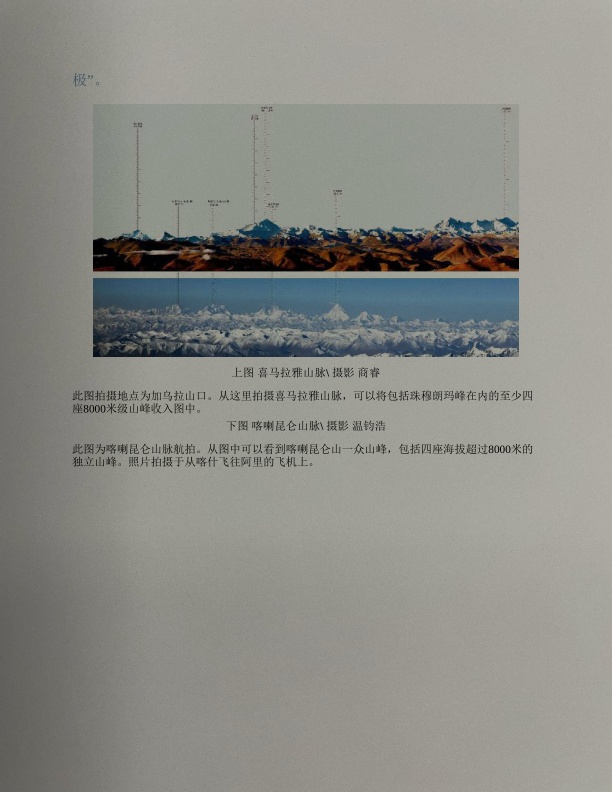 极”。
上图 喜马拉雅山脉\ 摄影 商睿
此图拍摄地点为加乌拉山口。从这里拍摄喜马拉雅山脉，可以将包括珠穆朗玛峰在内的至少四
座8000米级山峰收入图中。
下图 喀喇昆仑山脉\ 摄影 温钧浩
此图为喀喇昆仑山脉航拍。从图中可以看到喀喇昆仑山一众山峰，包括四座海拔超过8000米的
独立山峰。照片拍摄于从喀什飞往阿里的飞机上。